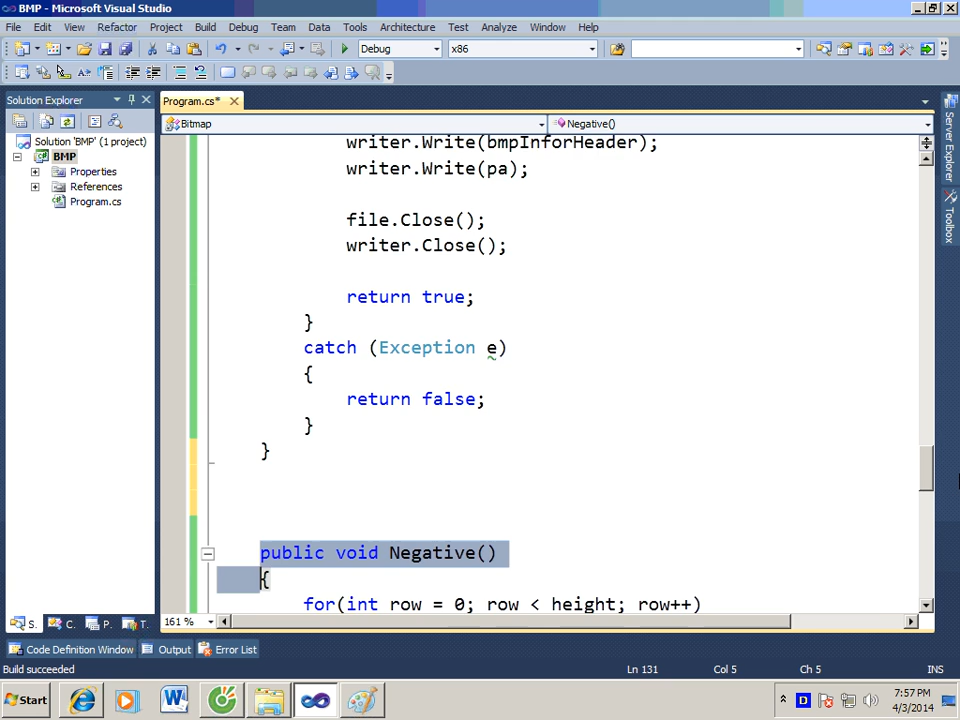 BMP - Microsoft Visual Studio
File Edit View Refactor Project Build Debug Team Data Tools Architecture Test Analyze Window Help
Debug x86
Solution Explorer
Program.cs*
Bitmap
Negative()
Solution 'BMP' (1 project)
BMP
Properties
References
Program.cs
writer.Write(bmpInforHeader);
writer.Write(pa);
file.Close();
writer.Close();
return true;
}
catch (Exception e)
{
return false;
}
}
public void Negative()
{
for(int row = 0; row < height; row++)
Server Explorer
Toolbox
S. C. P. T.
161 %
Code Definition Window Output Error List
Build succeeded
Ln 131 Col 5 Ch 5 INS
Start
D
7:57 PM
4/3/2014